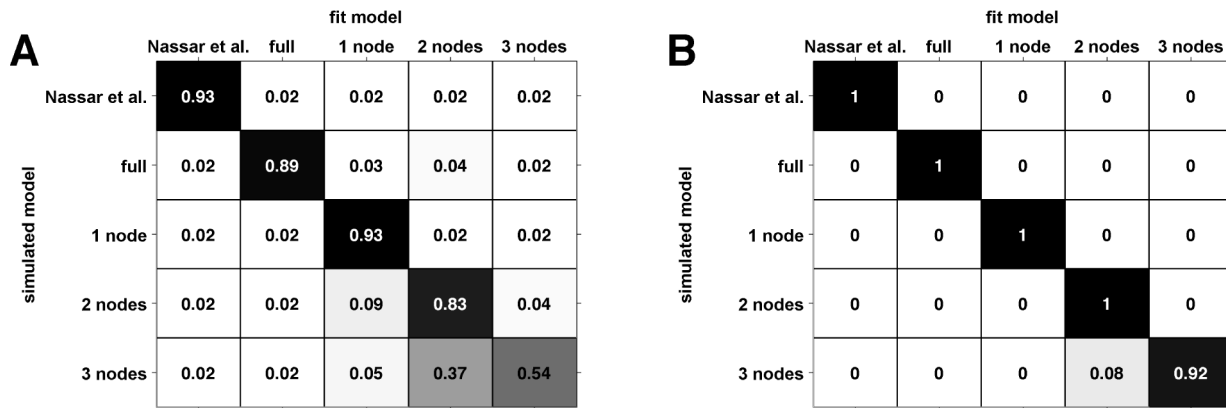 A
fit model
Nassar et al. full 1 node 2 nodes 3 nodes
simulated model
Nassar et al. 0.93 0.02 0.02 0.02 0.02
full 0.02 0.89 0.03 0.04 0.02
1 node 0.02 0.02 0.93 0.02 0.02
2 nodes 0.02 0.02 0.09 0.83 0.04
3 nodes 0.02 0.02 0.05 0.37 0.54
B
fit model
Nassar et al. full 1 node 2 nodes 3 nodes
simulated model
Nassar et al. 1 0 0 0 0
full 0 1 0 0 0
1 node 0 0 1 0 0
2 nodes 0 0 0 1 0
3 nodes 0 0 0 0.08 0.92